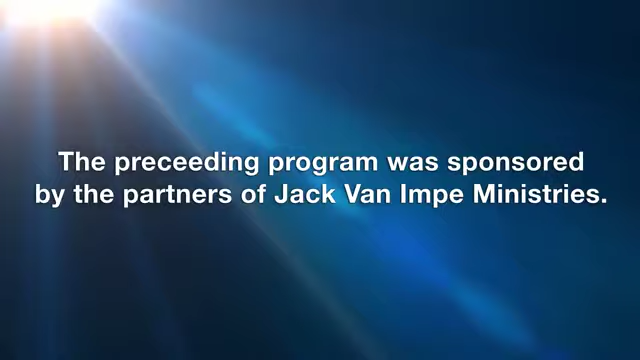 The preceeding program was sponsored
by the partners of Jack Van Impe Ministries.